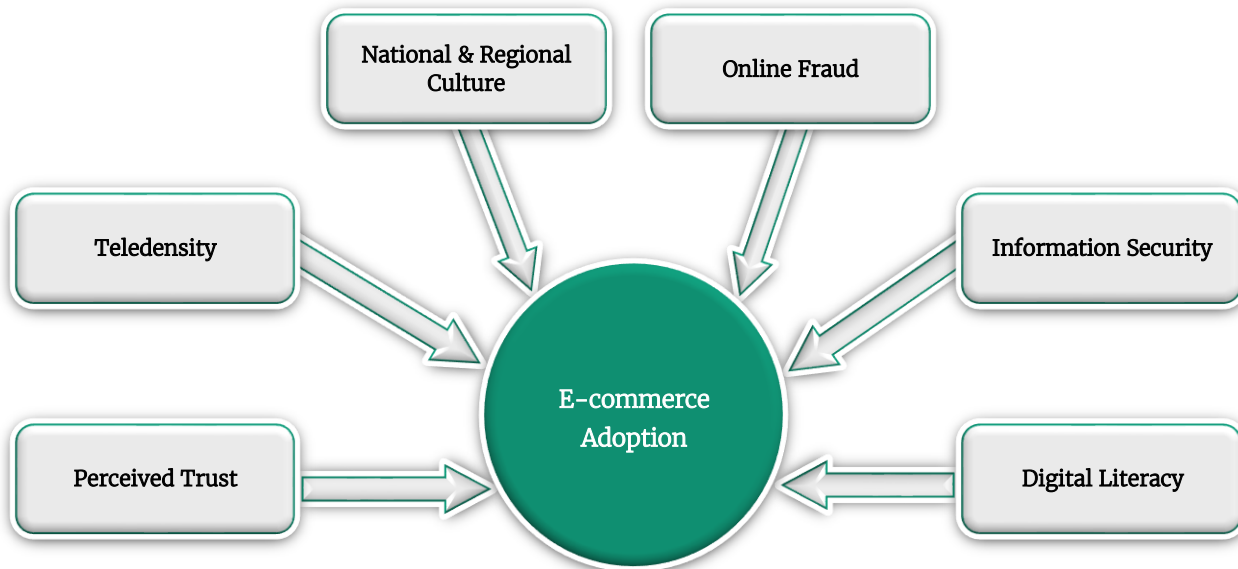 National & Regional
Culture
Online Fraud
Teledensity
Information Security
E-commerce
Adoption
Perceived Trust
Digital Literacy